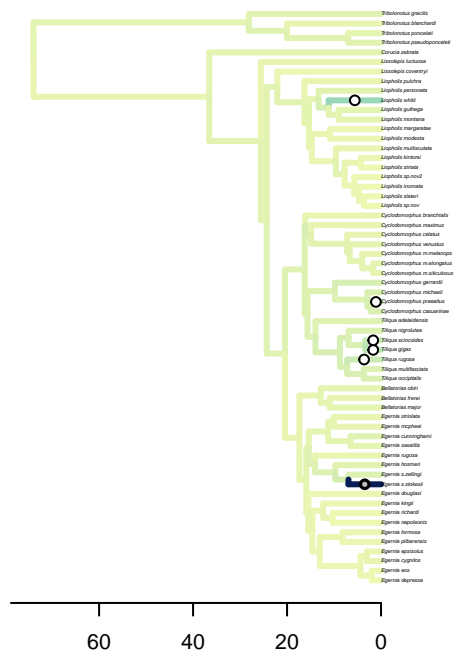 Tribolonotus gracilis
Tribolonotus blanchardi
Tribolonotus ponceleti
Tribolonotus pseudoponceleti
Corucia zebrata
Lissolepis luctuosa
Lissolepis coventryi
Liopholis pulchra
Liopholis personata
Liopholis whitii
Liopholis guthega
Liopholis montana
Liopholis margaretae
Liopholis modesta
Liopholis multiscutata
Liopholis kintorei
Liopholis striata
Liopholis sp.nov2
Liopholis inornata
Liopholis slateri
Liopholis sp.nov
Cyclodomorphus branchialis
Cyclodomorphus maximus
Cyclodomorphus celatus
Cyclodomorphus venustus
Cyclodomorphus m.melanops
Cyclodomorphus m.elongatus
Cyclodomorphus m.siticulosus
Cyclodomorphus gerrardii
Cyclodomorphus michaeli
Cyclodomorphus praealtus
Cyclodomorphus casuarinae
Tiliqua adelaidensis
Tiliqua nigrolutea
Tiliqua scincoides
Tiliqua gigas
Tiliqua rugosa
Tiliqua multifasciata
Tiliqua occipitalis
Bellatorias obiri
Bellatorias frerei
Bellatorias major
Egernia striolata
Egernia mcpheei
Egernia cunninghami
Egernia saxatilis
Egernia rugosa
Egernia hosmeri
Egernia s.zellingi
Egernia s.stokesii
Egernia douglasi
Egernia kingii
Egernia richardi
Egernia napoleonis
Egernia formosa
Egernia pilbarensis
Egernia epsisolus
Egernia cygnitos
Egernia eos
Egernia depressa
60 40 20 0